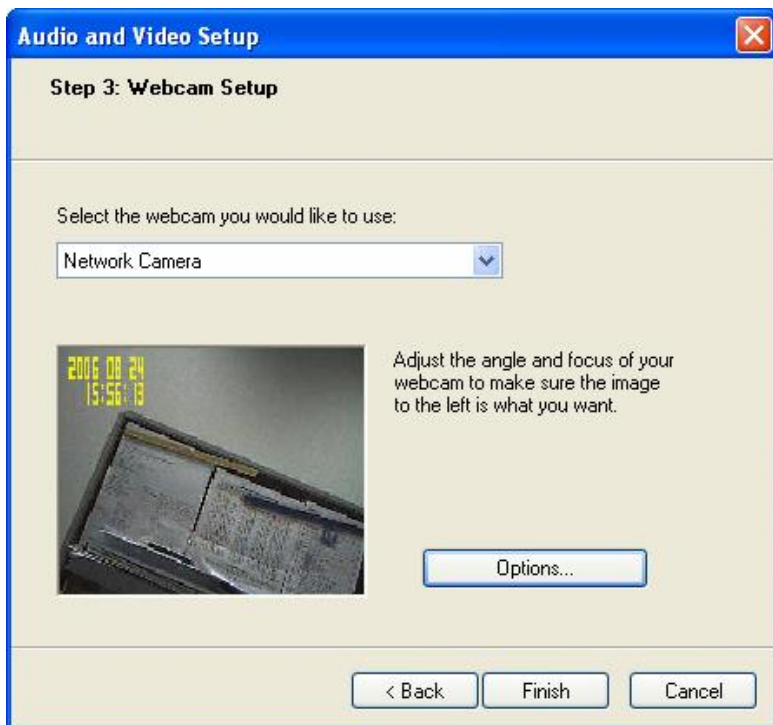 Audio and Video Setup
Step 3: Webcam Setup
Select the webcam you would like to use:
Network Camera
2006 08 24
15:56:13
Adjust the angle and focus of your
webcam to make sure the image
to the left is what you want.
Options...
< Back
Finish
Cancel